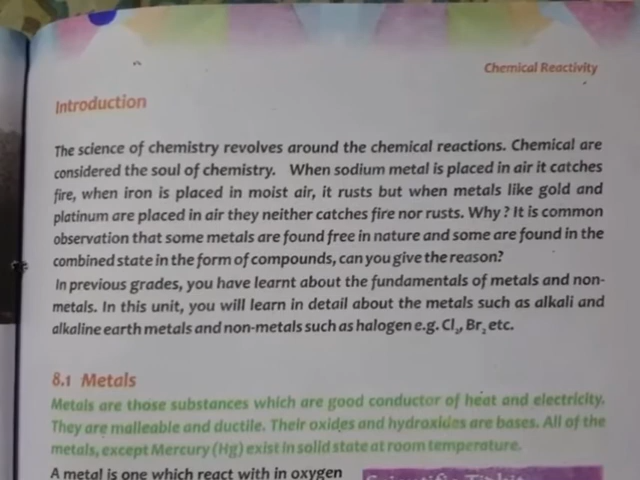 Chemical Reactivity
Introduction
The science of chemistry revolves around the chemical reactions. Chemical are
considered the soul of chemistry. When sodium metal is placed in air it catches
fire, when iron is placed in moist air, it rusts but when metals like gold and
platinum are placed in air they neither catches fire nor rusts. Why ? It is common
observation that some metals are found free in nature and some are found in the
combined state in the form of compounds, can you give the reason?
In previous grades, you have learnt about the fundamentals of metals and non-
metals. In this unit, you will learn in detail about the metals such as alkali and
alkaline earth metals and non-metals such as halogen e.g. Cl₂, Br₂ etc.
8.1 Metals
Metals are those substances which are good conductor of heat and electricity.
They are malleable and ductile. Their oxides and hydroxides are bases. All of the
metals, except Mercury (Hg) exist in solid state at room temperature.
A metal is one which react with in oxygen